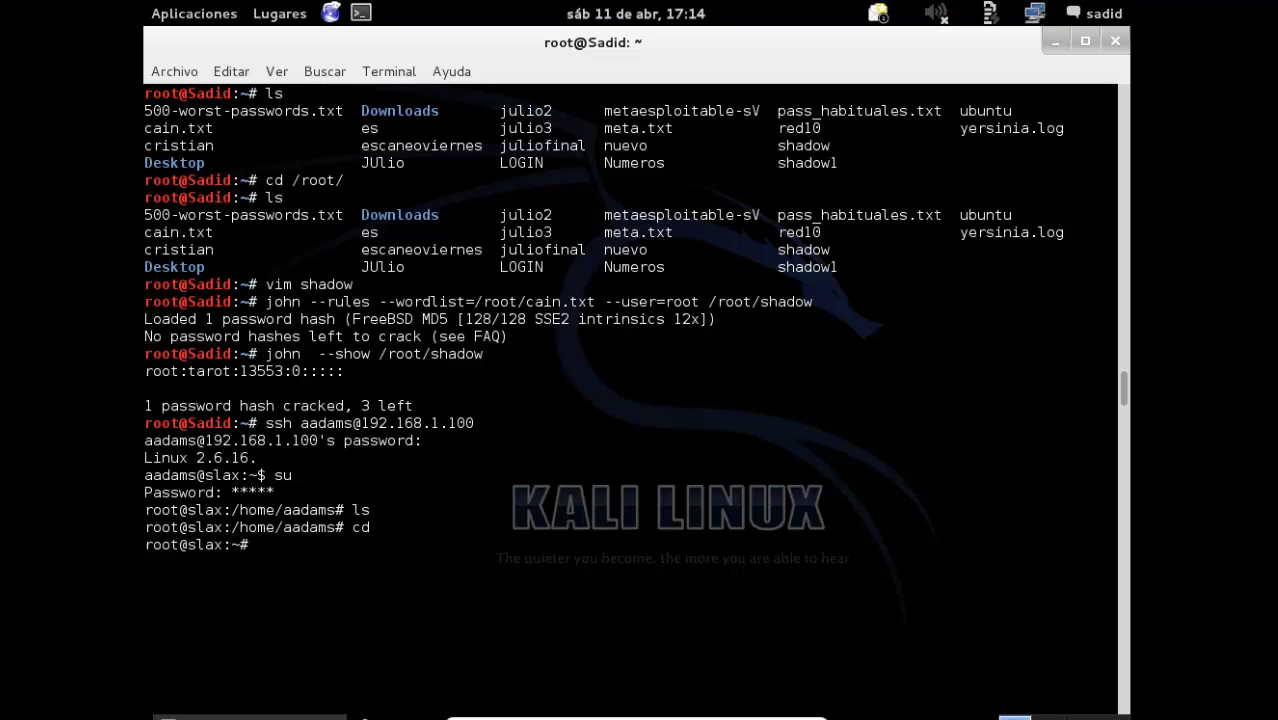 Aplicaciones Lugares sáb 11 de abr, 17:14 sadid
root@Sadid: ~
Archivo Editar Ver Buscar Terminal Ayuda
root@Sadid:~# ls
500-worst-passwords.txt Downloads julio2 metaesploitable-sV pass_habituales.txt ubuntu
cain.txt es julio3 meta.txt red10 yersinia.log
cristian escaneoviernes juliofinal nuevo shadow
Desktop JUlio LOGIN Numeros shadow1
root@Sadid:~# cd /root/
root@Sadid:~# ls
500-worst-passwords.txt Downloads julio2 metaesploitable-sV pass_habituales.txt ubuntu
cain.txt es julio3 meta.txt red10 yersinia.log
cristian escaneoviernes juliofinal nuevo shadow
Desktop JUlio LOGIN Numeros shadow1
root@Sadid:~# vim shadow
root@Sadid:~# john --rules --wordlist=/root/cain.txt --user=root /root/shadow
Loaded 1 password hash (FreeBSD MD5 [128/128 SSE2 intrinsics 12x])
No password hashes left to crack (see FAQ)
root@Sadid:~# john  --show /root/shadow
root:tarot:13553:0:::::
1 password hash cracked, 3 left
root@Sadid:~# ssh aadams@192.168.1.100
aadams@192.168.1.100's password:
Linux 2.6.16.
aadams@slax:~$ su
Password: *****
root@slax:/home/aadams# ls
root@slax:/home/aadams# cd
root@slax:~#
KALI LINUX
The quieter you become, the more you are able to hear